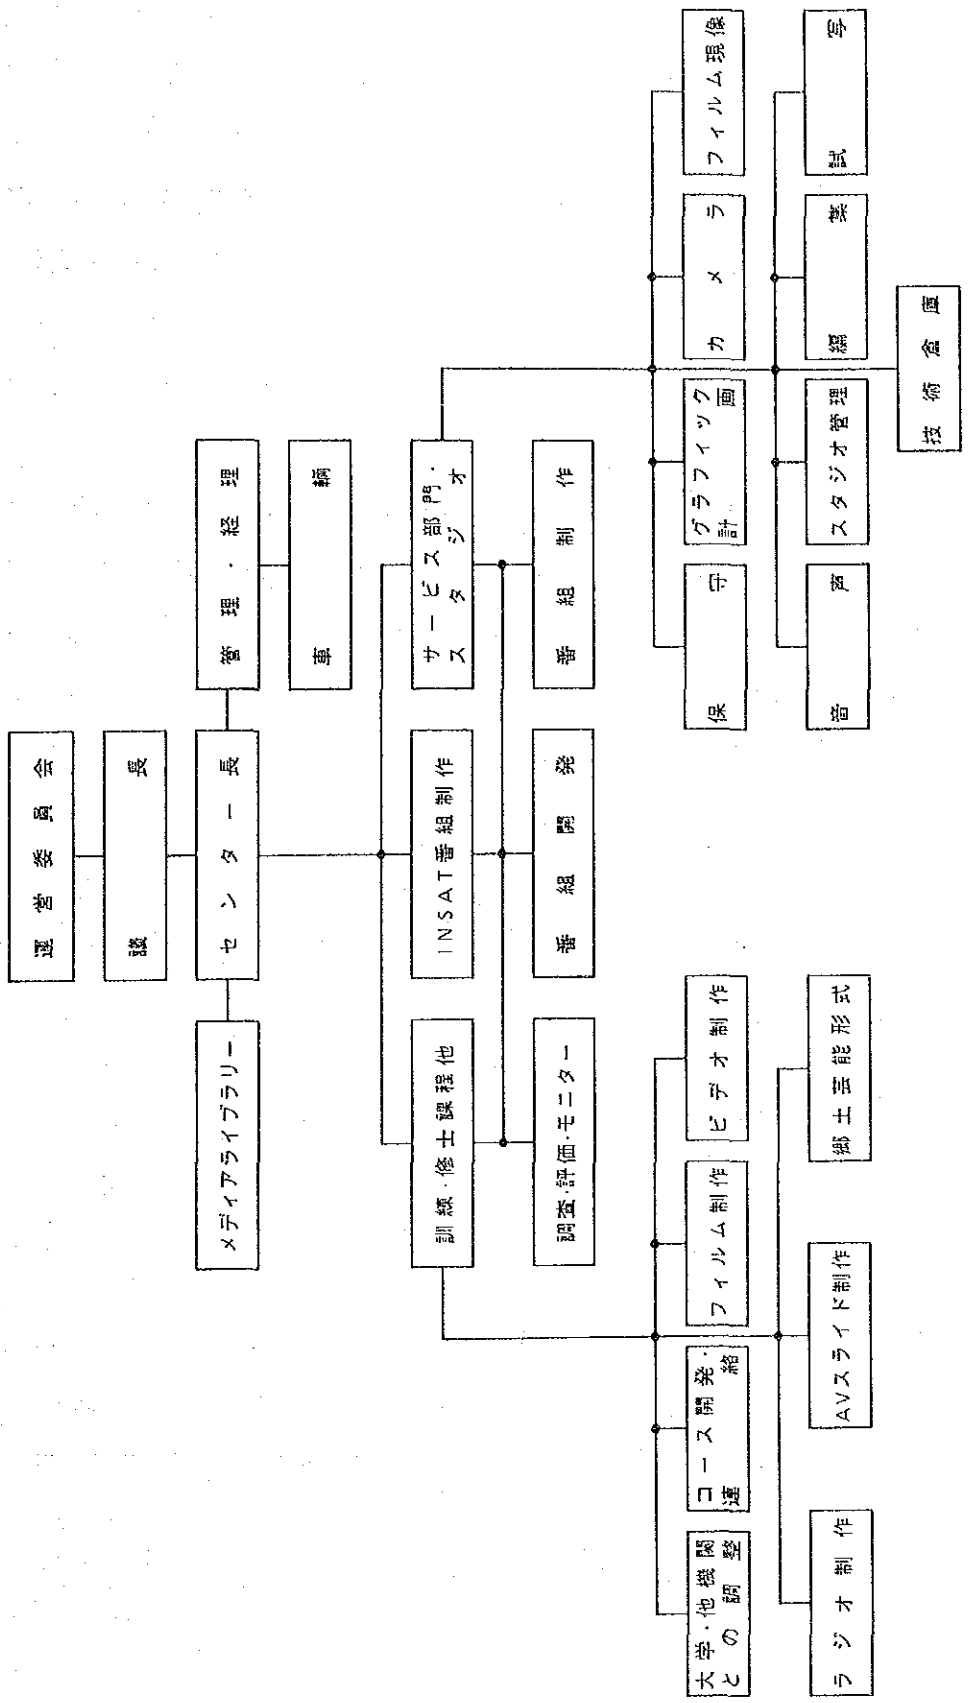 運営委員会
議長
メディアライブラリー
センター長
管理・経理
車輌
訓練・修士課程他
INSAT番組制作
サービス部門・
スタジオ
調査・評価・モニター
番組開発
番組制作
大学・他機関
との調整
コース開発・
連絡
フィルム制作
ビデオ制作
ラジオ制作
AVスライド制作
郷土芸能形式
保守
グラフィック
計画
カメラ
フィルム現像
音声
スタジオ管理
編集
試写
技術倉庫